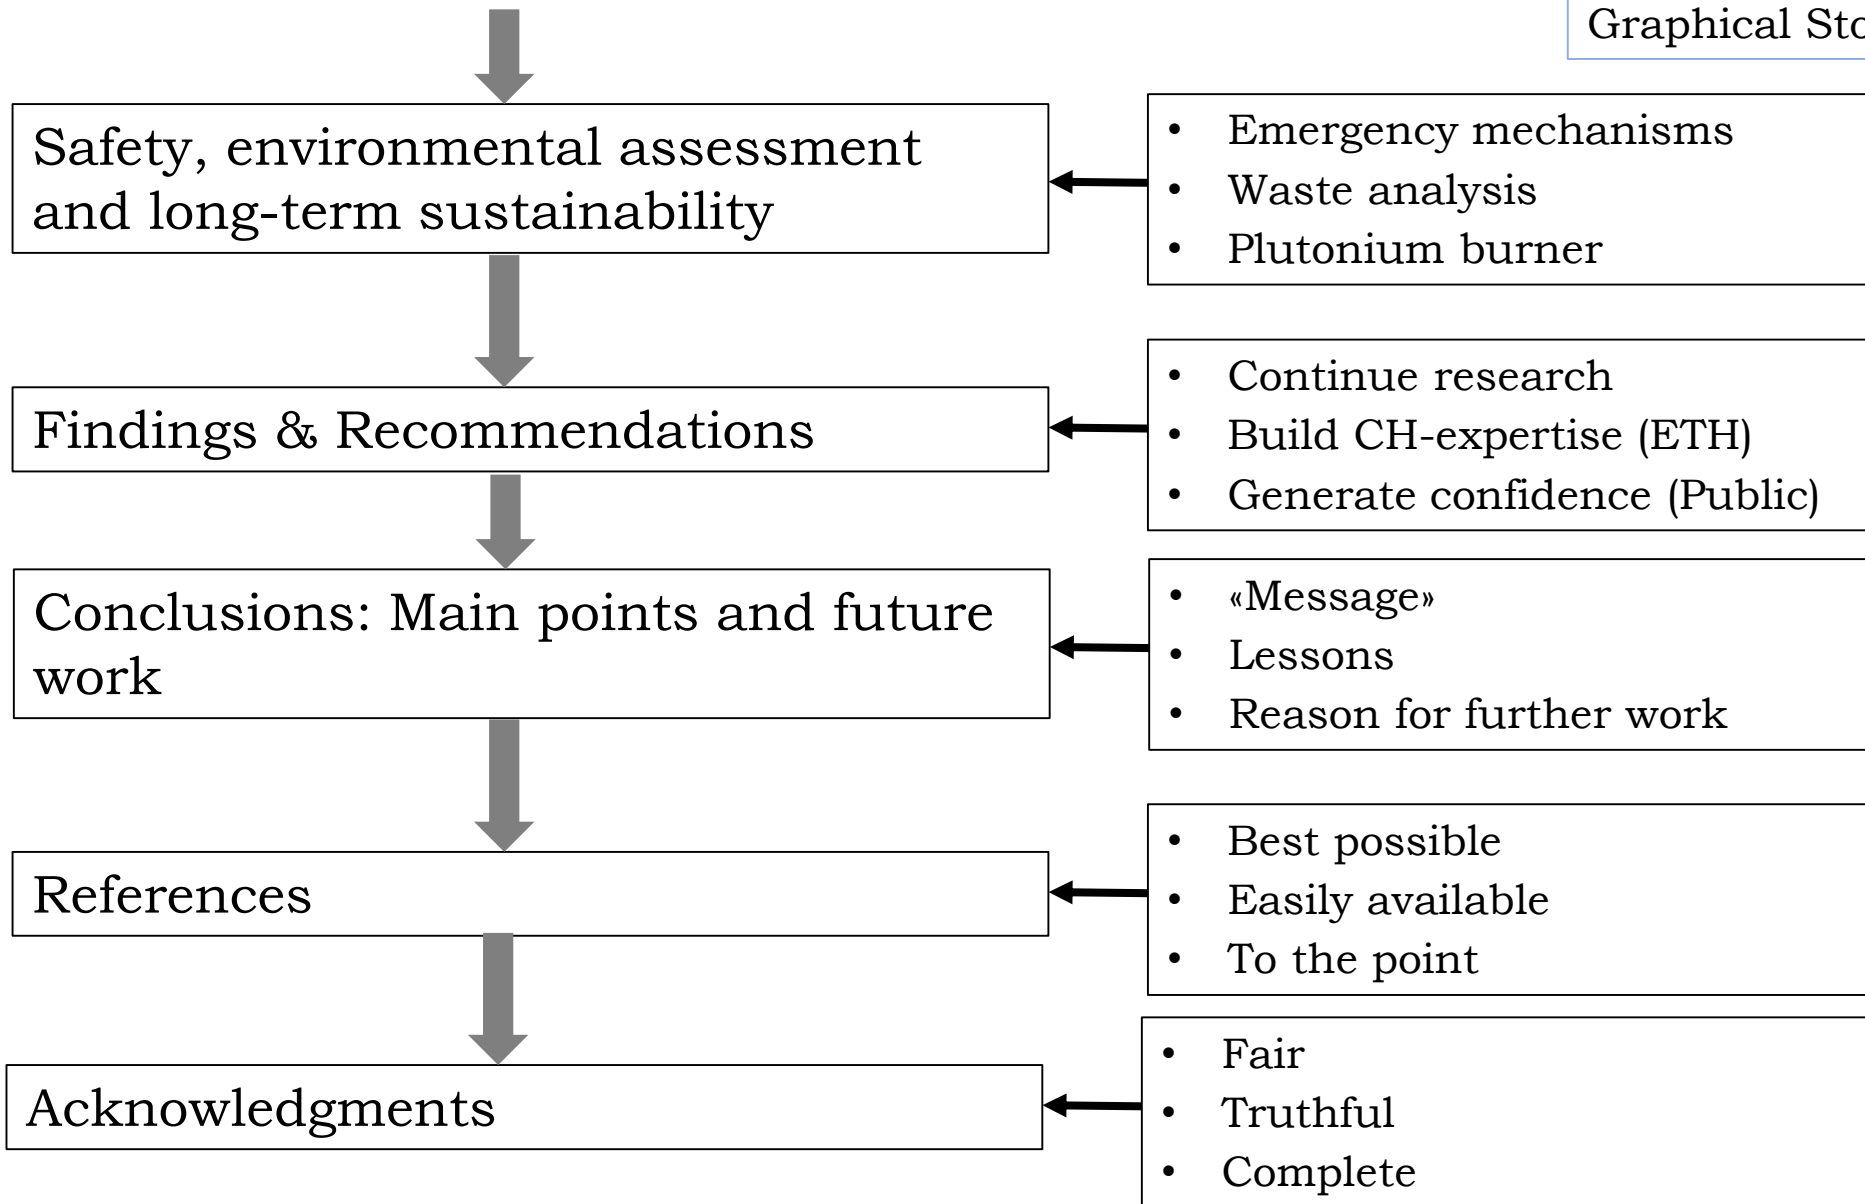 Graphical
Safety, environmental assessment
and long-term sustainability
• Emergency mechanisms
• Waste analysis
• Plutonium burner
Findings & Recommendations
• Continue research
• Build CH-expertise (ETH)
• Generate confidence (Public)
Conclusions: Main points and future
work
• «Message»
• Lessons
• Reason for further work
References
• Best possible
• Easily available
• To the point
Acknowledgments
• Fair
• Truthful
• Complete